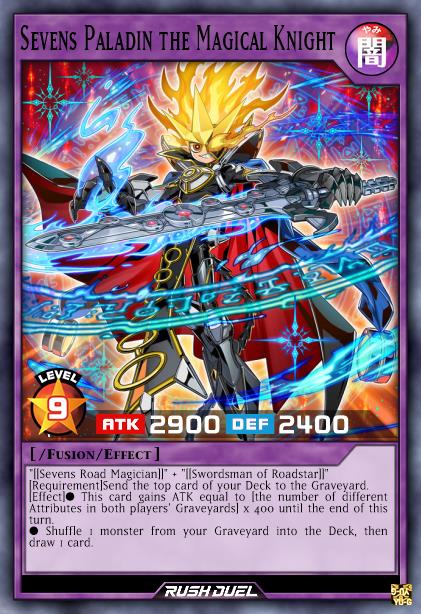 SEVENS PALADIN THE MAGICAL KNIGHT
やみ
闇
LEVEL
9
ATK 2900 DEF 2400
[ /FUSION/EFFECT ]
"[[Sevens Road Magician]]" + "[[Swordsman of Roadstar]]"
[Requirement]Send the top card of your Deck to the Graveyard.
[Effect]● This card gains ATK equal to [the number of different
Attributes in both players' Graveyards] x 400 until the end of this
turn.
● Shuffle 1 monster from your Graveyard into the Deck, then
draw 1 card.
RUSH DUEL